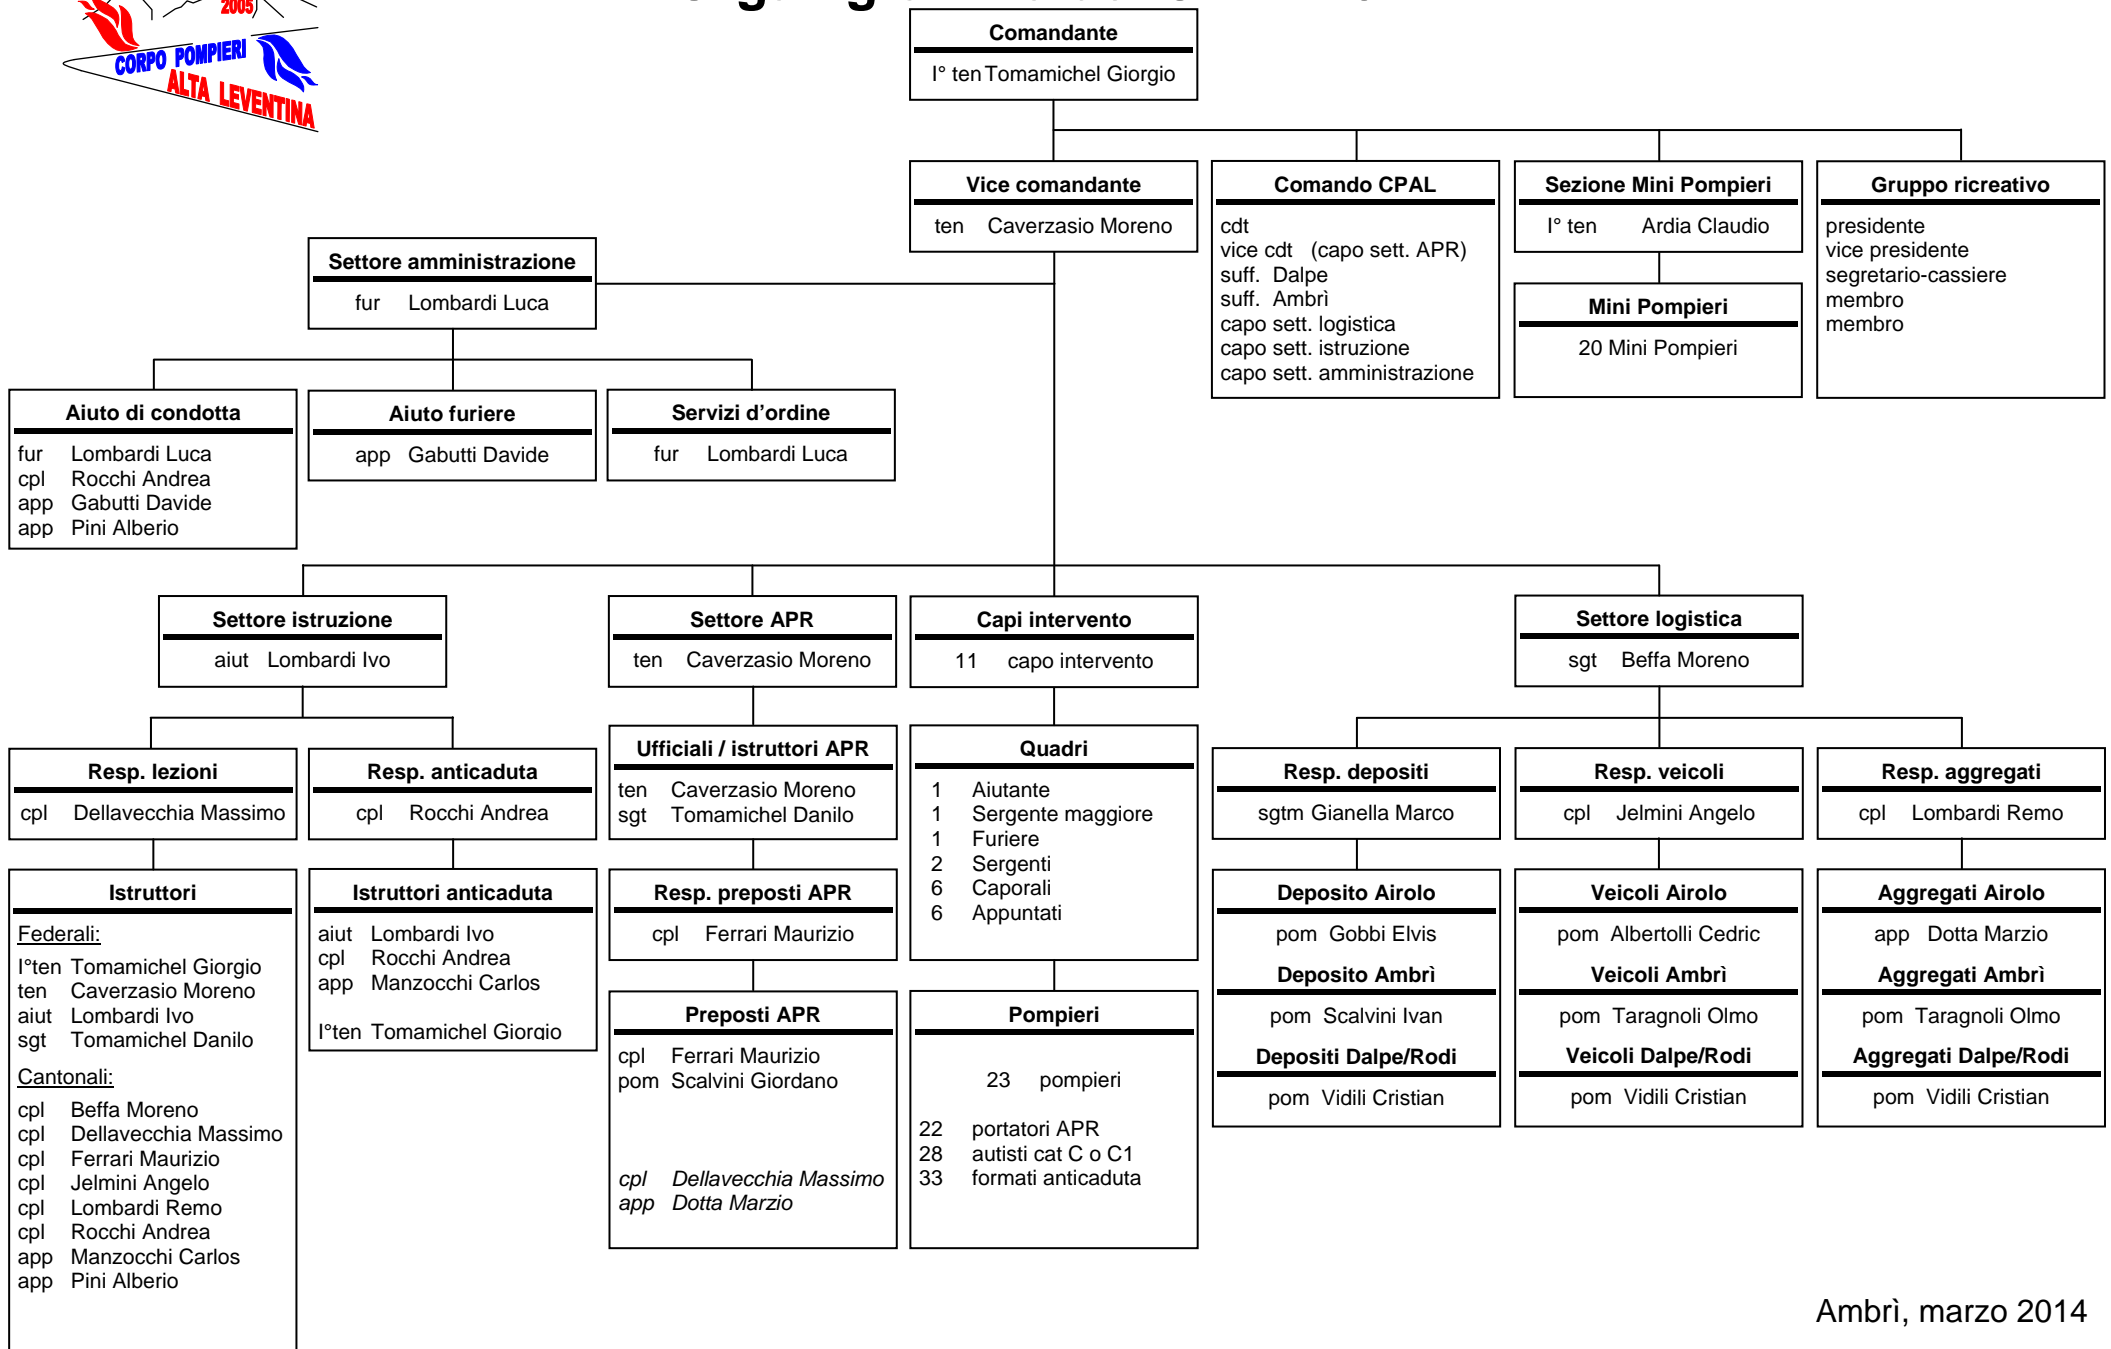 2005
CORPO POMPIERI
ALTA LEVENTINA
Comandante
I° ten Tomamichel Giorgio
Vice comandante
ten Caverzasio Moreno
Comando CPAL
cdt
vice cdt (capo sett. APR)
suff. Dalpe
suff. Ambrì
capo sett. logistica
capo sett. istruzione
capo sett. amministrazione
Sezione Mini Pompieri
I° ten Ardia Claudio
Mini Pompieri
20 Mini Pompieri
Gruppo ricreativo
presidente
vice presidente
segretario-cassiere
membro
membro
Settore amministrazione
fur Lombardi Luca
Aiuto di condotta
fur Lombardi Luca
cpl Rocchi Andrea
app Gabutti Davide
app Pini Alberio
Aiuto furiere
app Gabutti Davide
Servizi d'ordine
fur Lombardi Luca
Settore istruzione
aiut Lombardi Ivo
Resp. lezioni
cpl Dellavecchia Massimo
Istruttori
Federali:
I°ten Tomamichel Giorgio
ten Caverzasio Moreno
aiut Lombardi Ivo
sgt Tomamichel Danilo
Cantonali:
cpl Beffa Moreno
cpl Dellavecchia Massimo
cpl Ferrari Maurizio
cpl Jelmini Angelo
cpl Lombardi Remo
cpl Rocchi Andrea
app Manzocchi Carlos
app Pini Alberio
Resp. anticaduta
cpl Rocchi Andrea
Istruttori anticaduta
aiut Lombardi Ivo
cpl Rocchi Andrea
app Manzocchi Carlos
I°ten Tomamichel Giorgio
Settore APR
ten Caverzasio Moreno
Ufficiali / istruttori APR
ten Caverzasio Moreno
sgt Tomamichel Danilo
Resp. preposti APR
cpl Ferrari Maurizio
Preposti APR
cpl Ferrari Maurizio
pom Scalvini Giordano
cpl Dellavecchia Massimo
app Dotta Marzio
Capi intervento
11 capo intervento
Quadri
1 Aiutante
1 Sergente maggiore
1 Furiere
2 Sergenti
6 Caporali
6 Appuntati
Pompieri
23 pompieri
22 portatori APR
28 autisti cat C o C1
33 formati anticaduta
Settore logistica
sgt Beffa Moreno
Resp. depositi
sgtm Gianella Marco
Deposito Airolo
pom Gobbi Elvis
Deposito Ambrì
pom Scalvini Ivan
Depositi Dalpe/Rodi
pom Vidili Cristian
Resp. veicoli
cpl Jelmini Angelo
Veicoli Airolo
pom Albertolli Cedric
Veicoli Ambrì
pom Taragnoli Olmo
Veicoli Dalpe/Rodi
pom Vidili Cristian
Resp. aggregati
cpl Lombardi Remo
Aggregati Airolo
app Dotta Marzio
Aggregati Ambrì
pom Taragnoli Olmo
Aggregati Dalpe/Rodi
pom Vidili Cristian
Ambrì, marzo 2014